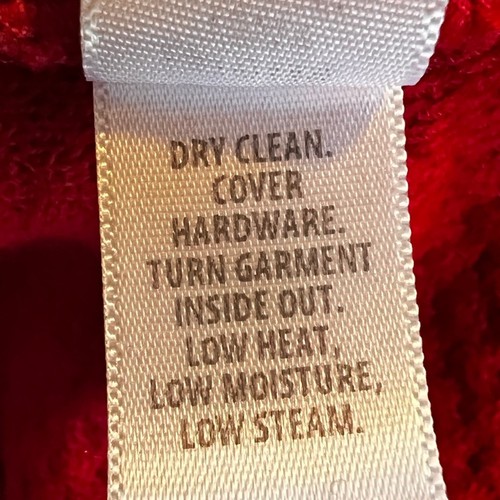 DRY CLEAN.
COVER
HARDWARE.
TURN GARMENT
INSIDE OUT.
LOW HEAT,
LOW MOISTURE,
LOW STEAM.